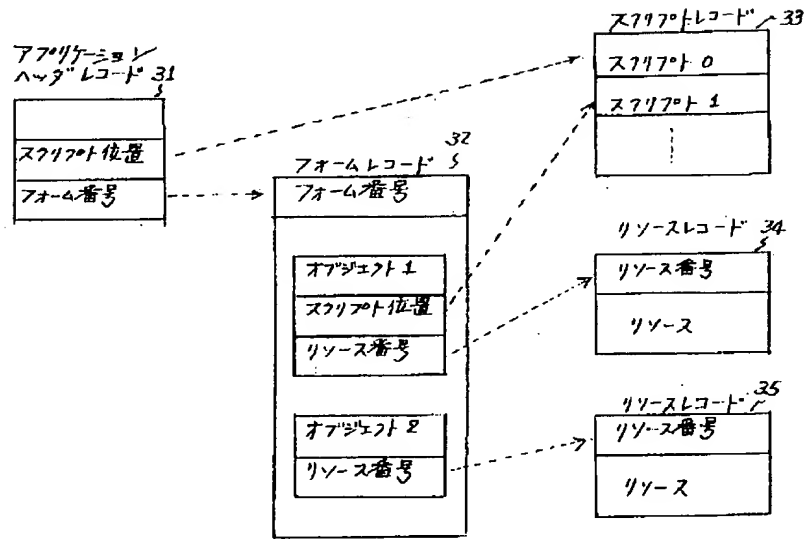 アプリケーション
ヘッダレコード 31
スクリプト位置
フォーム番号
フォームレコード 32
フォーム番号
オブジェクト 1
スクリプト位置
リソース番号
オブジェクト 2
リソース番号
スクリプトレコード 33
スクリプト 0
スクリプト 1
リソースレコード 34
リソース番号
リソース
リソースレコード 35
リソース番号
リソース